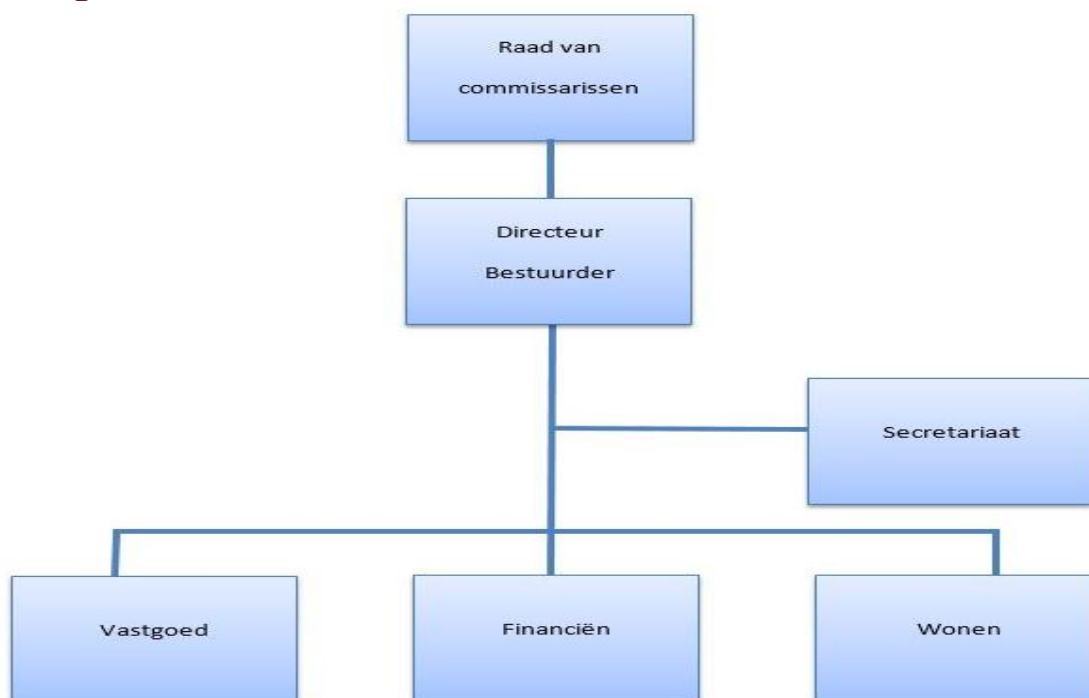 Raad van
commissarissen
Directeur
Bestuurder
Secretariaat
Vastgoed
Financiën
Wonen